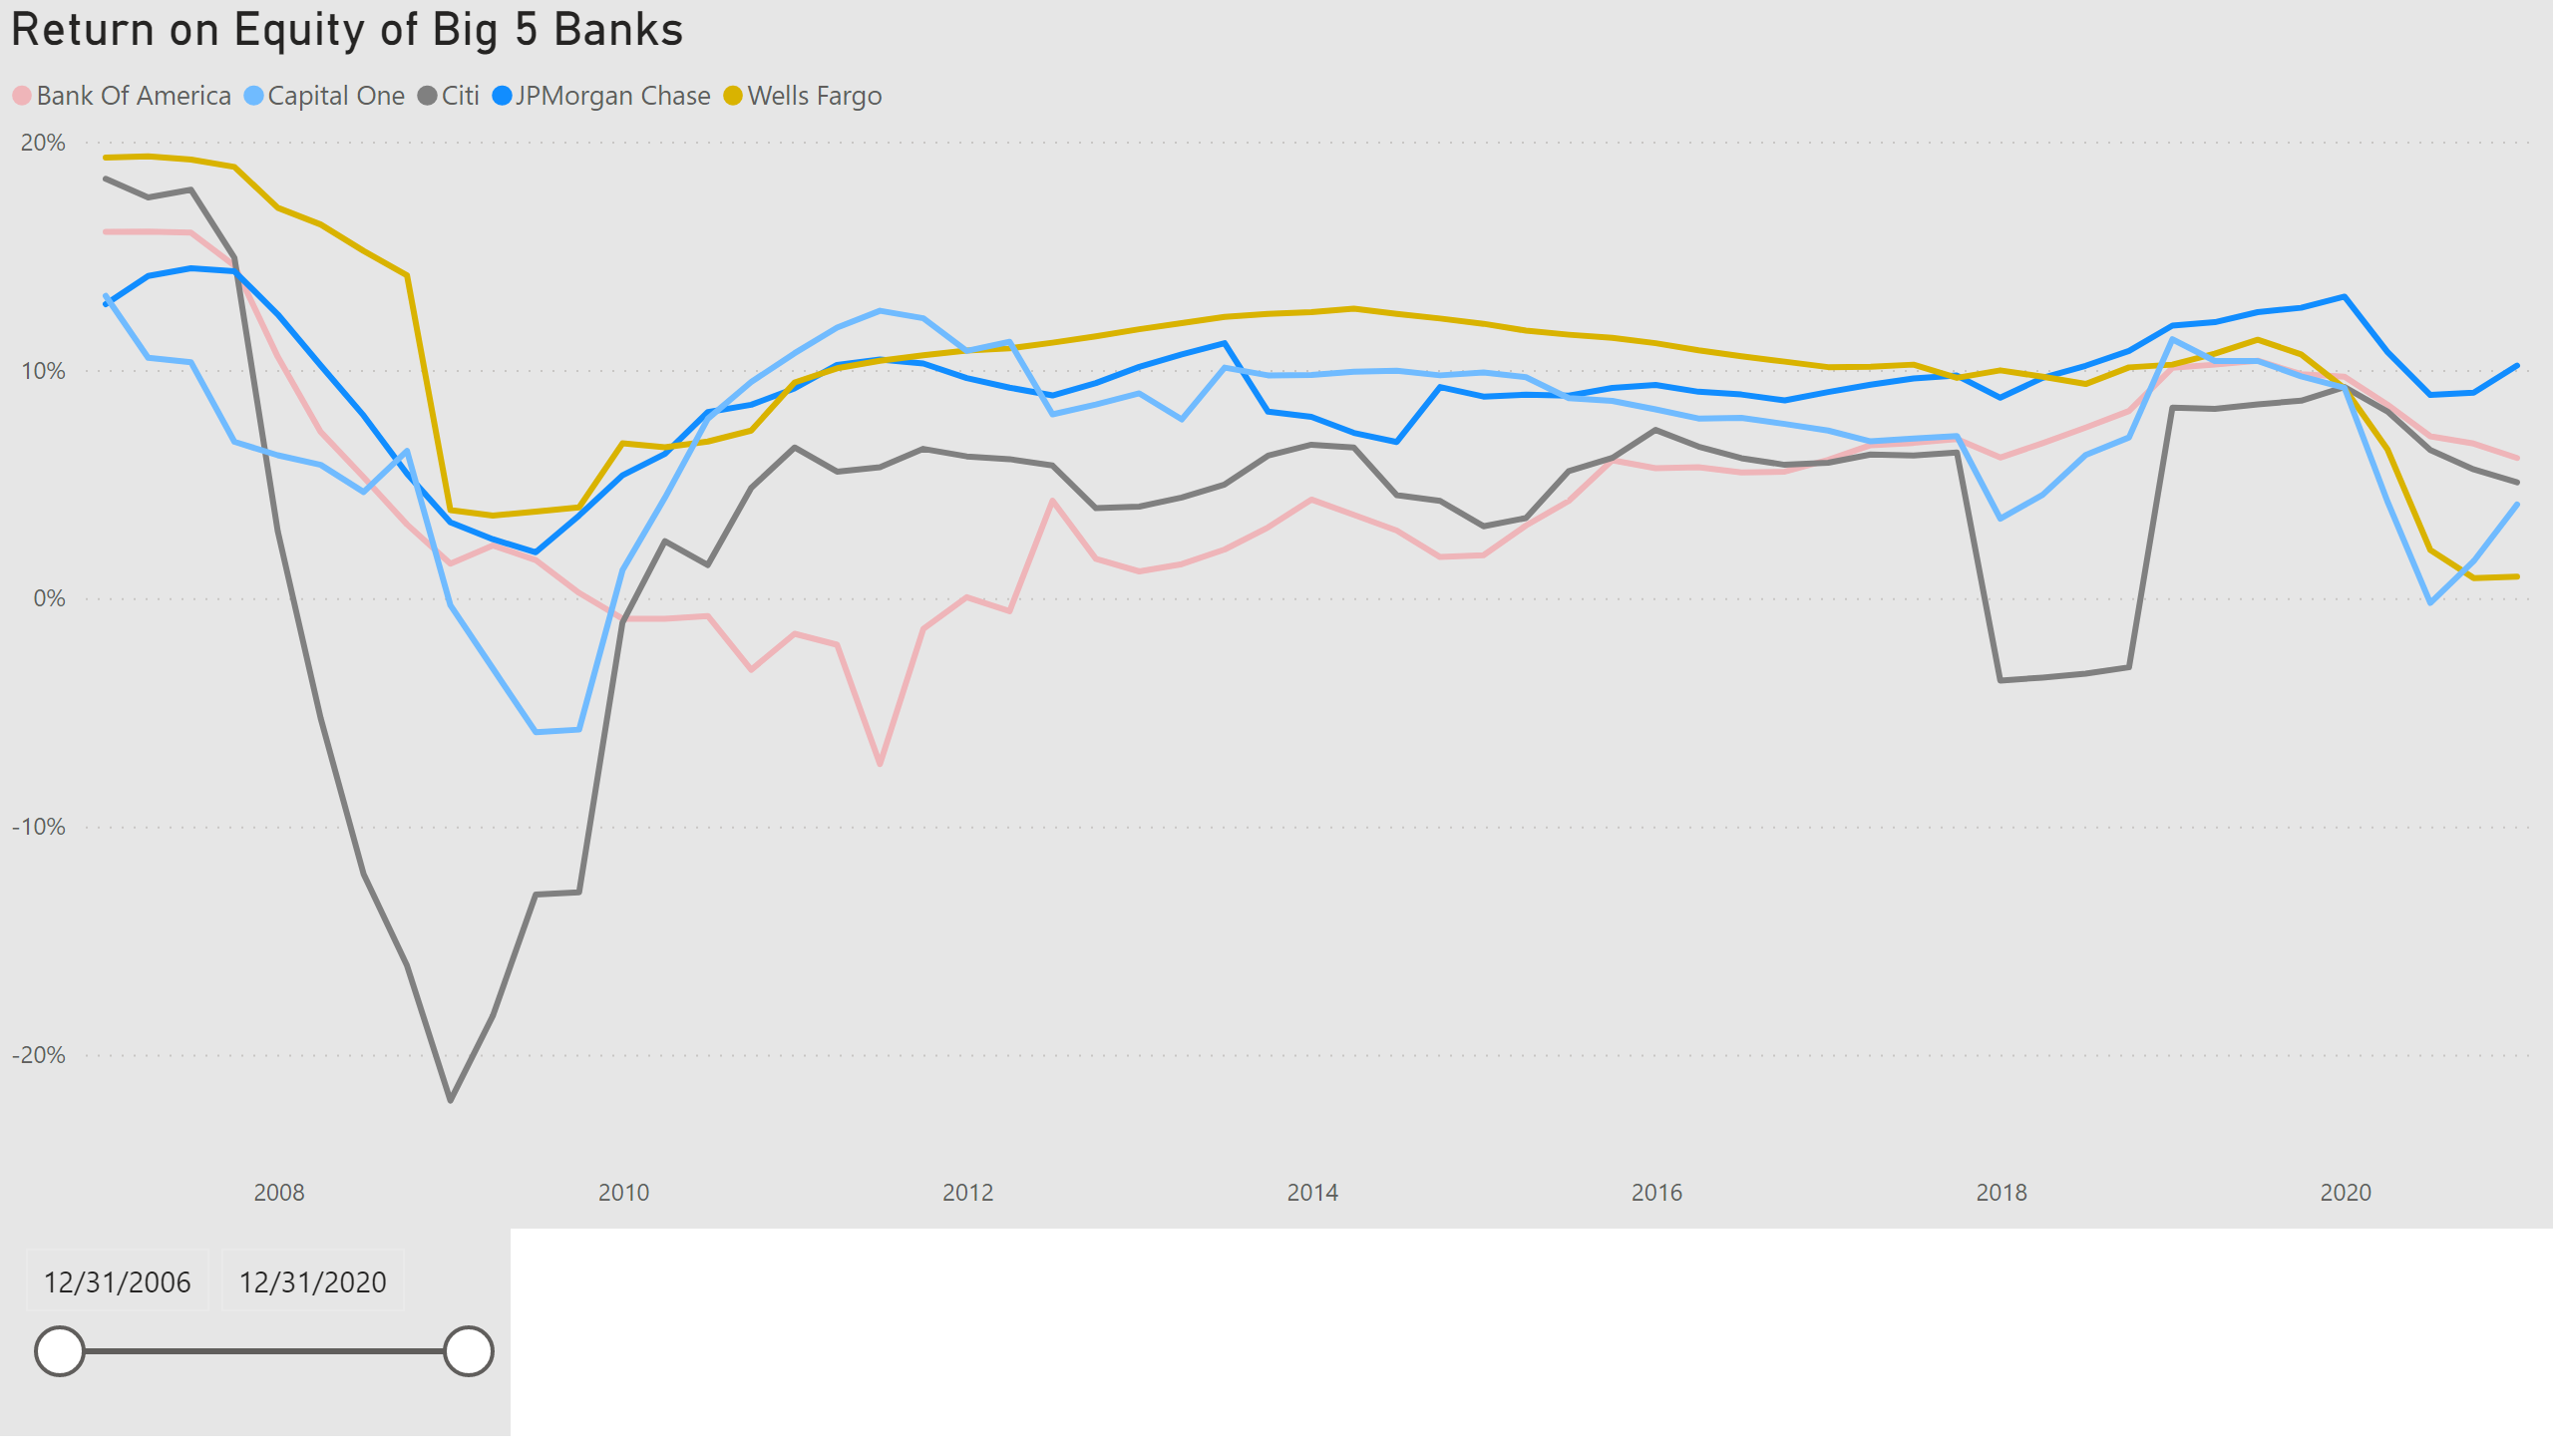 Return on Equity of Big 5 Banks
Bank Of America Capital One Citi JPMorgan Chase Wells Fargo
20%
10%
0%
-10%
-20%
2008 2010 2012 2014 2016 2018 2020
12/31/2006 12/31/2020